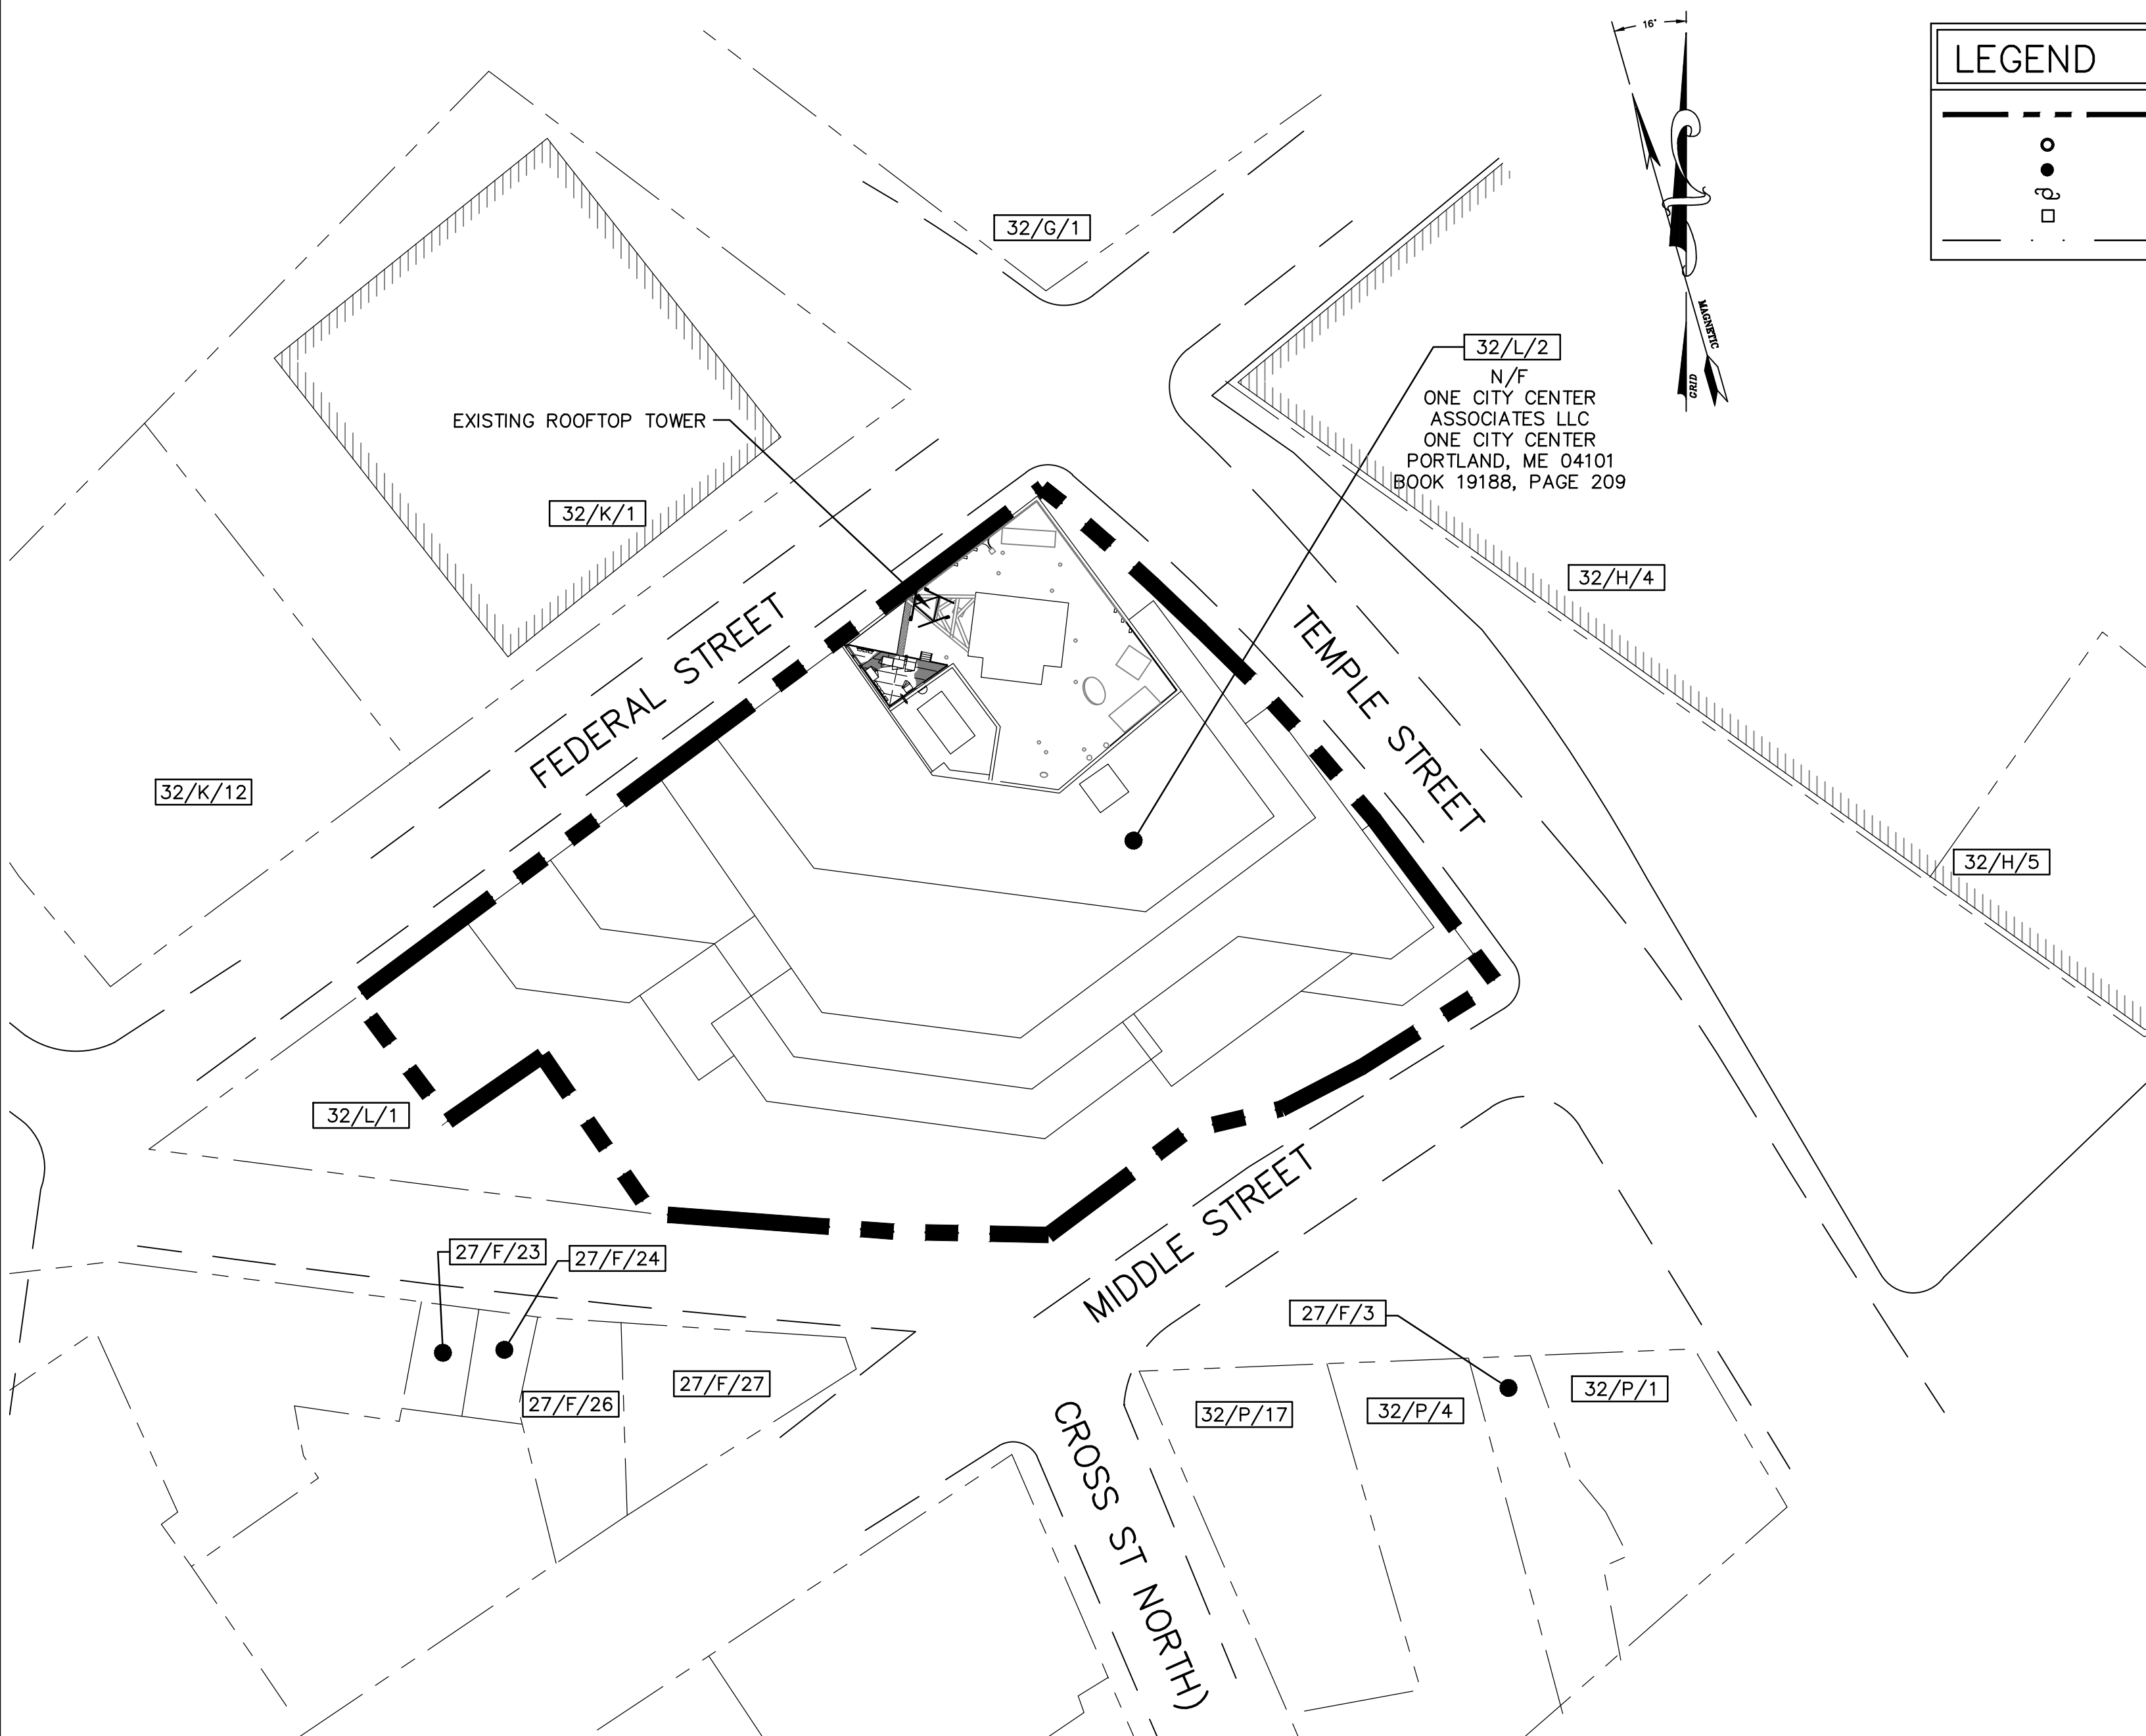 16°
LEGEND
32/G/1
MAGNETIC
GRID
32/L/2
N/F
ONE CITY CENTER
ASSOCIATES LLC
ONE CITY CENTER
PORTLAND, ME 04101
BOOK 19188, PAGE 209
EXISTING ROOFTOP TOWER
32/K/1
32/H/4
FEDERAL STREET
TEMPLE STREET
32/K/12
32/H/5
32/L/1
MIDDLE STREET
27/F/23
27/F/24
27/F/3
27/F/27
27/F/26
32/P/1
32/P/4
32/P/17
CROSS ST NORTH)